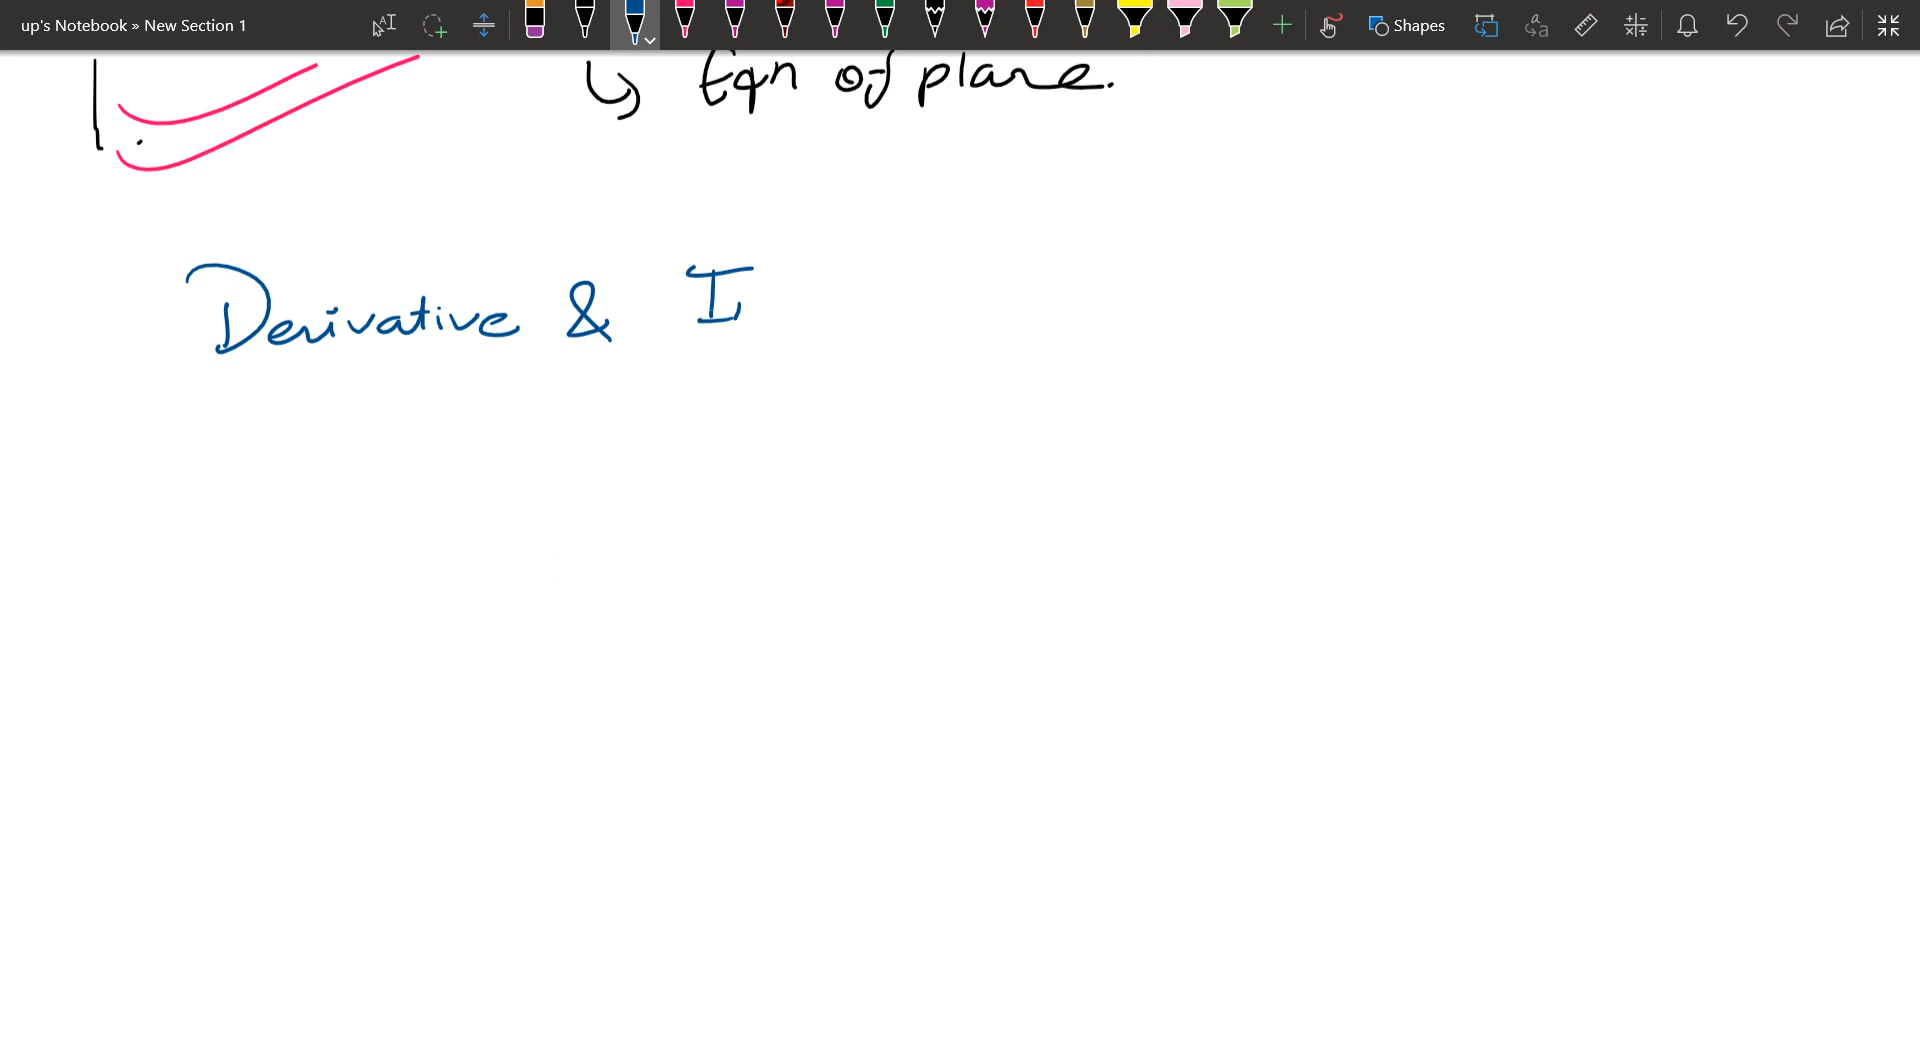 up's Notebook » New Section 1
Shapes
↳ Eqn of plane.
Derivative & I